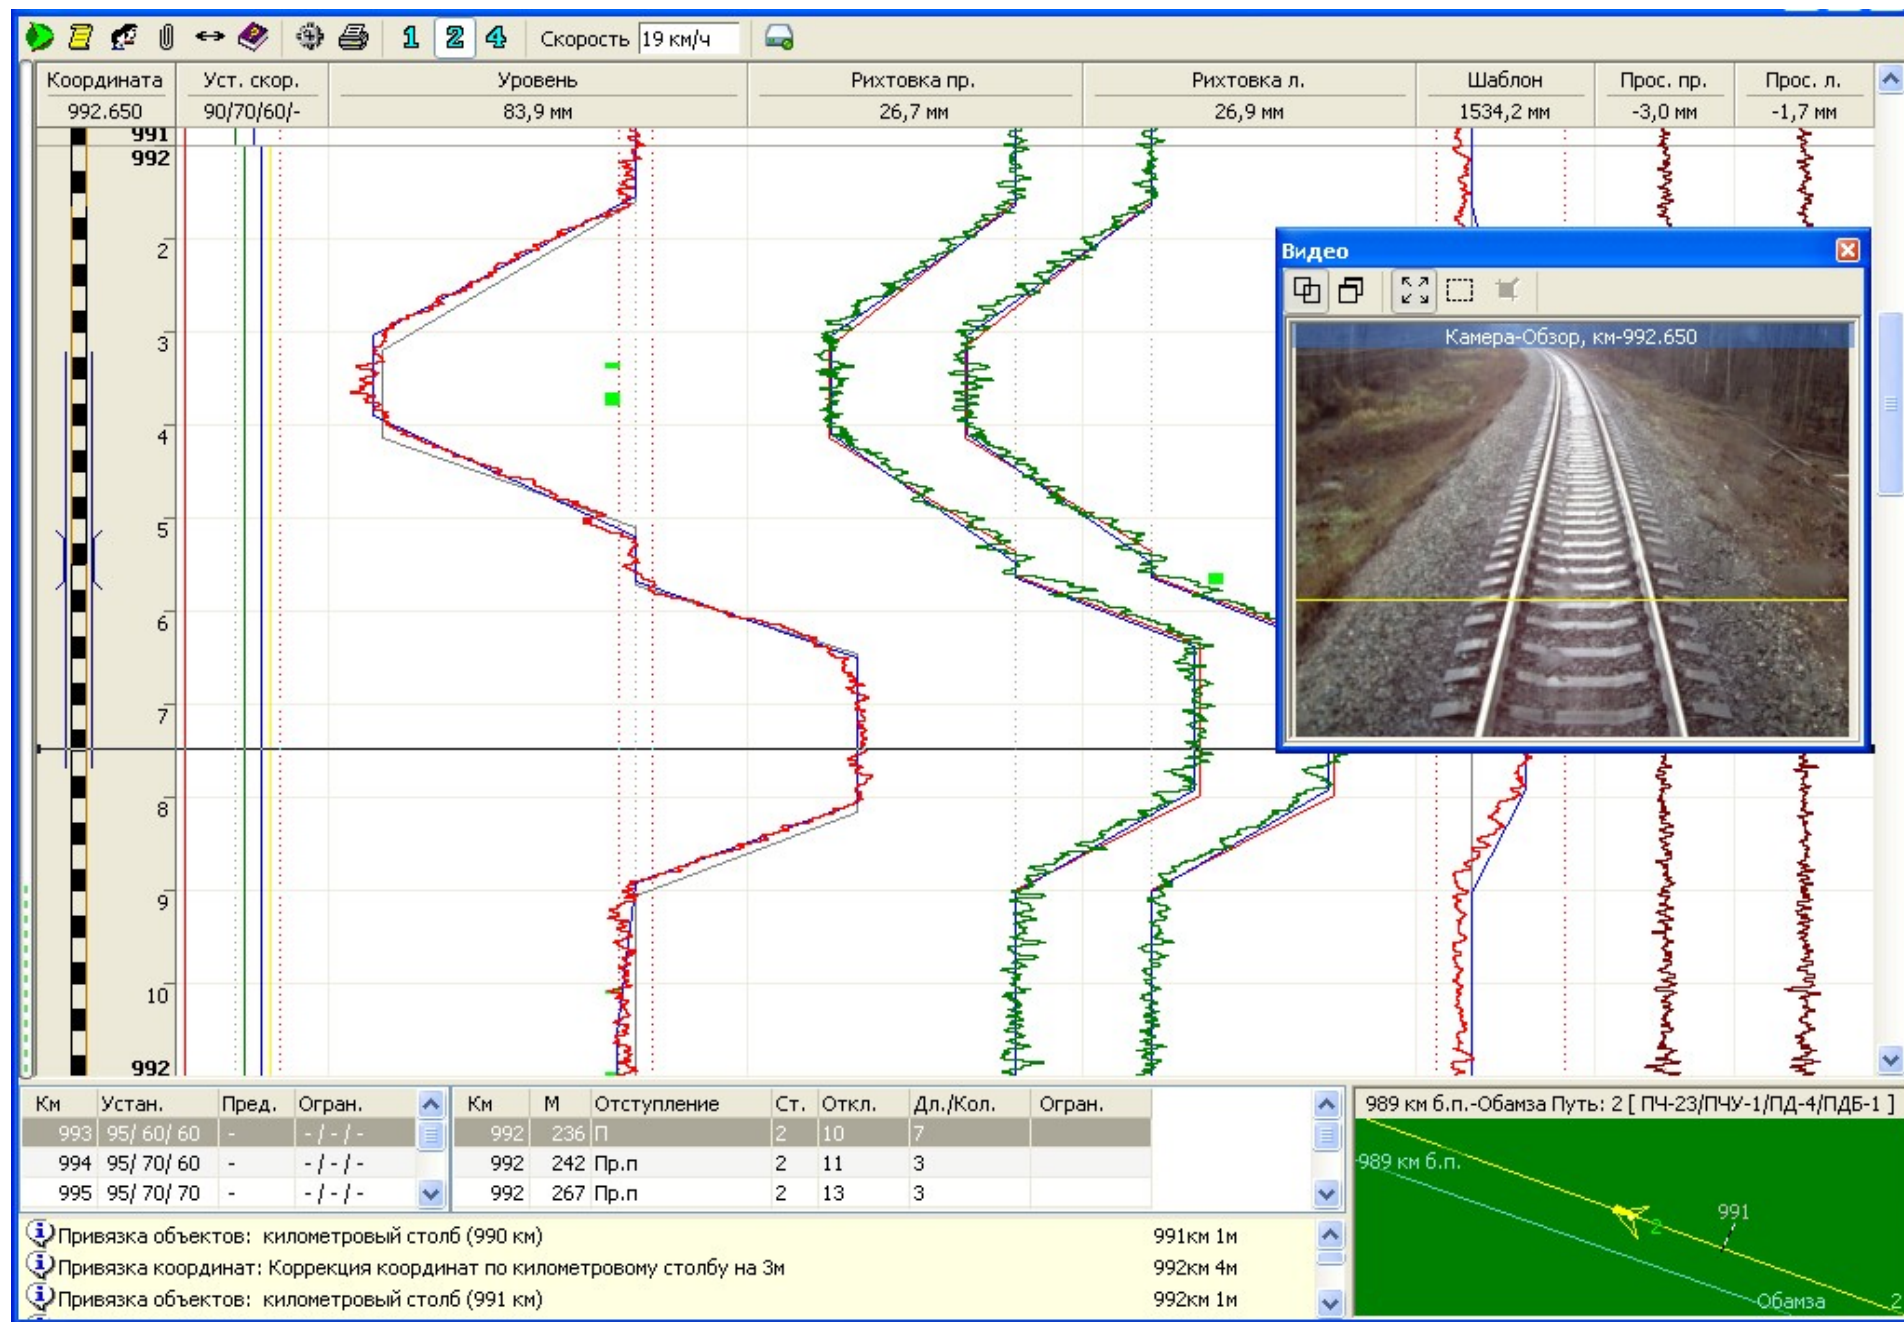 1 2 4 Скорость 19 км/ч
Координата Уст. скор. Уровень Рихтовка пр. Рихтовка л. Шаблон Прос. пр. Прос. л.
992.650 90/70/60/- 83,9 мм 26,7 мм 26,9 мм 1534,2 мм -3,0 мм -1,7 мм
991
992
2
3
4
5
6
7
8
9
10
992
Видео
Камера-Обзор, км-992.650
Км Устан. Пред. Огран.
993 95/ 60/ 60 - - / - / -
994 95/ 70/ 60 - - / - / -
995 95/ 70/ 70 - - / - / -
Км М Отступление Ст. Откл. Дл./Кол. Огран.
992 236 П 2 10 7
992 242 Пр.п 2 11 3
992 267 Пр.п 2 13 3
989 км б.п.-Обамза Путь: 2 [ ПЧ-23/ПЧУ-1/ПД-4/ПДБ-1 ]
989 км б.п.
991
2
Обамза
2
Привязка объектов: километровый столб (990 км) 991км 1м
Привязка координат: Коррекция координат по километровому столбу на 3м 992км 4м
Привязка объектов: километровый столб (991 км) 992км 1м